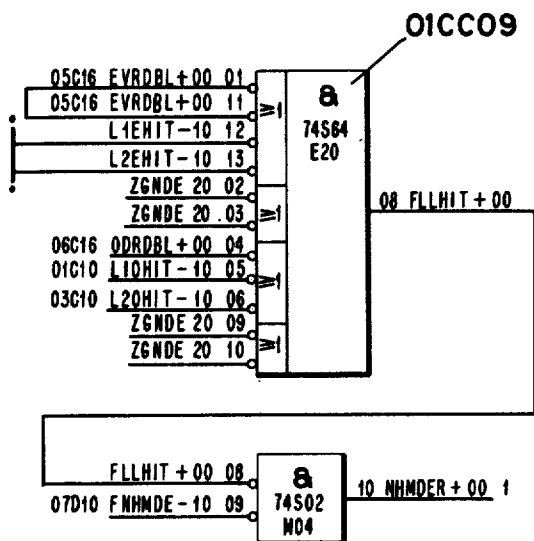 01CC09
05C16 EVRDBL+00 01
05C16 EVRDBL+00 11
L1EHIT-10 12
L2EHIT-10 13
ZGNDE 20 02
ZGNDE 20 03
06C16 ODRDBL+00 04
01C10 L1OHIT-10 05
03C10 L2OHIT-10 06
ZGNDE 20 09
ZGNDE 20 10
≥1
≥1
≥1
≥1
&
74S64
E20
08 FLLHIT+00
FLLHIT+00 08
07D10 FNHMDE-10 09
&
74S02
M04
10 NHMDER+00 1